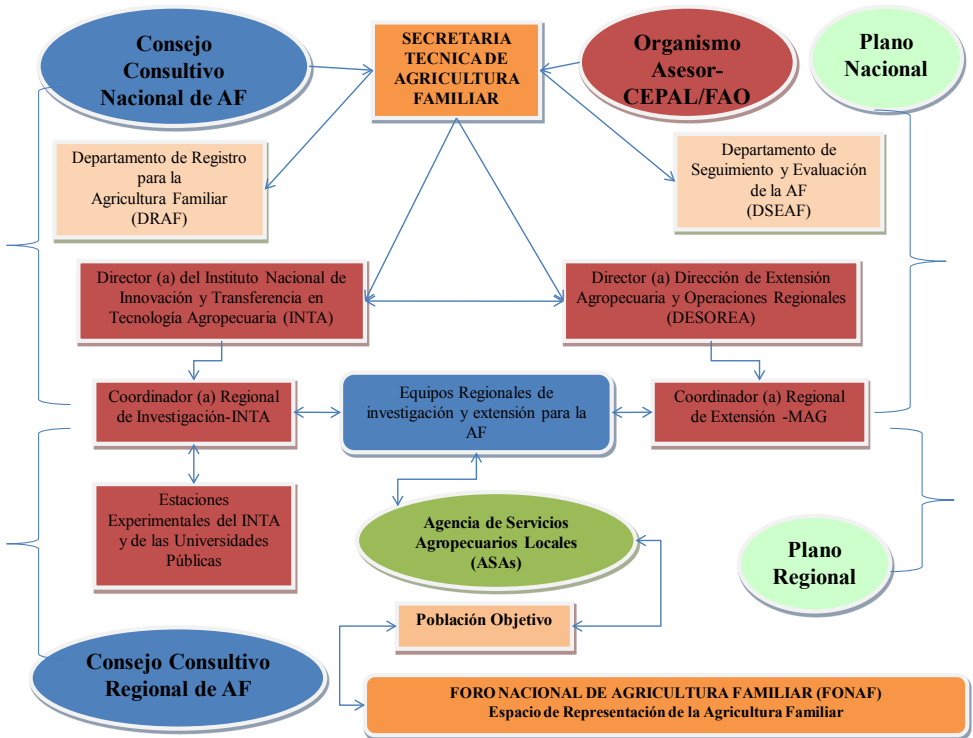 Consejo
Consultivo
Nacional de AF
SECRETARIA
TECNICA DE
AGRICULTURA
FAMILIAR
Organismo
Asesor-
CEPAL/FAO
Plano
Nacional
Departamento de Registro
para la
Agricultura Familiar
(DRAF)
Departamento de
Seguimiento y Evaluación
de la AF
(DSEAF)
Director (a) del Instituto Nacional de
Innovación y Transferencia en
Tecnología Agropecuaria (INTA)
Director (a) Dirección de Extensión
Agropecuaria y Operaciones Regionales
(DESOREA)
Coordinador (a) Regional
de Investigación-INTA
Equipos Regionales de
investigación y extensión para la
AF
Coordinador (a) Regional
de Extensión -MAG
Estaciones
Experimentales del INTA
y de las Universidades
Públicas
Agencia de Servicios
Agropecuarios Locales
(ASAs)
Plano
Regional
Población Objetivo
Consejo Consultivo
Regional de AF
FORO NACIONAL DE AGRICULTURA FAMILIAR (FONAF)
Espacio de Representación de la Agricultura Familiar